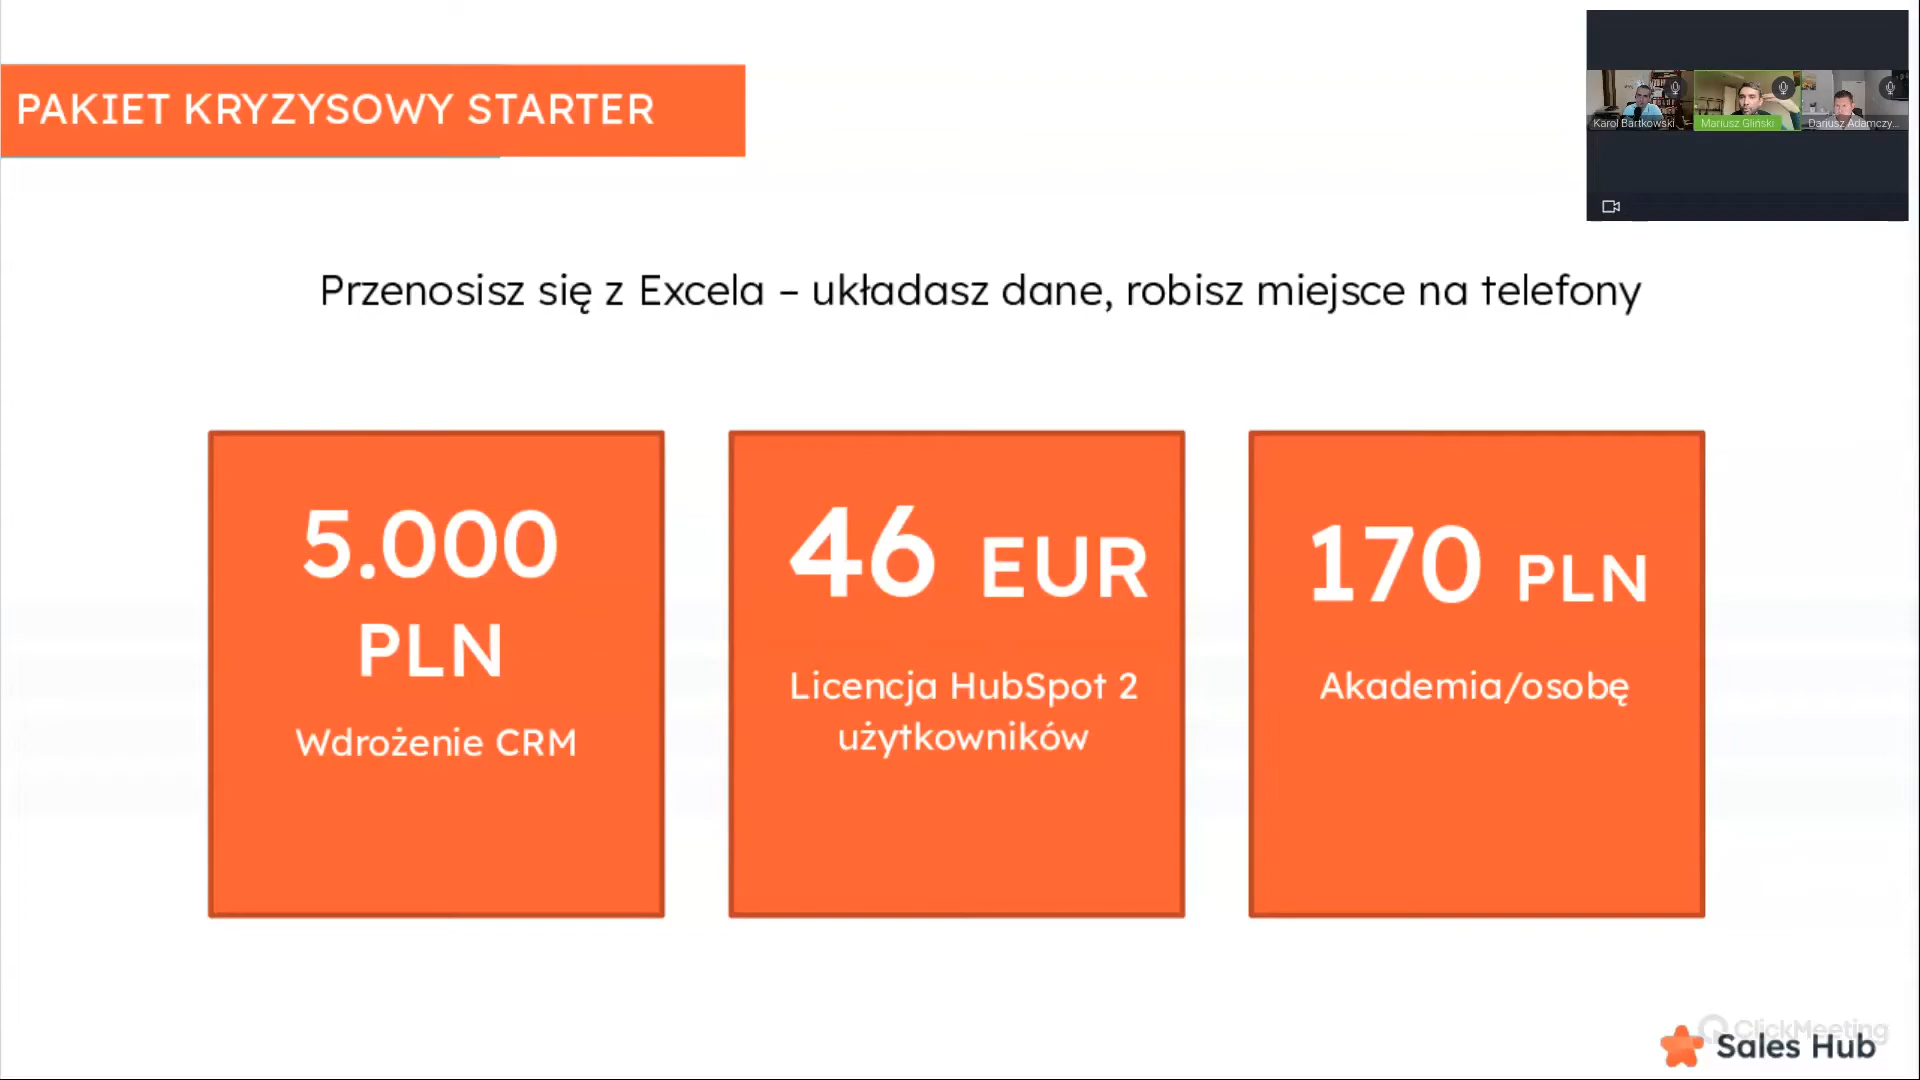 PAKIET KRYZYSOWY STARTER
Karol Bartkowski
Mariusz Gliński
Dariusz Adamczy...
Przenosisz się z Excela – układasz dane, robisz miejsce na telefony
5.000
PLN
Wdrożenie CRM
46 EUR
Licencja HubSpot 2
użytkowników
170 PLN
Akademia/osobę
ClickMeeting
Sales Hub